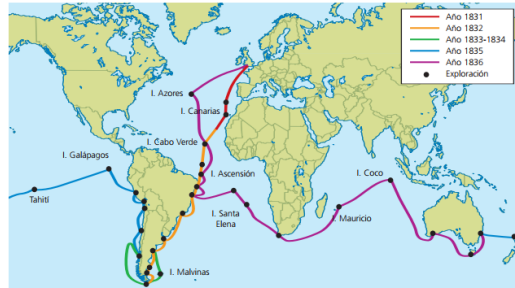 Año 1831
Año 1832
Año 1833-1834
Año 1835
Año 1836
Exploración
I. Azores
I. Canarias
I. Cabo Verde
I. Galápagos
I. Ascensión
I. Coco
Tahití
I. Santa
Elena
Mauricio
I. Malvinas